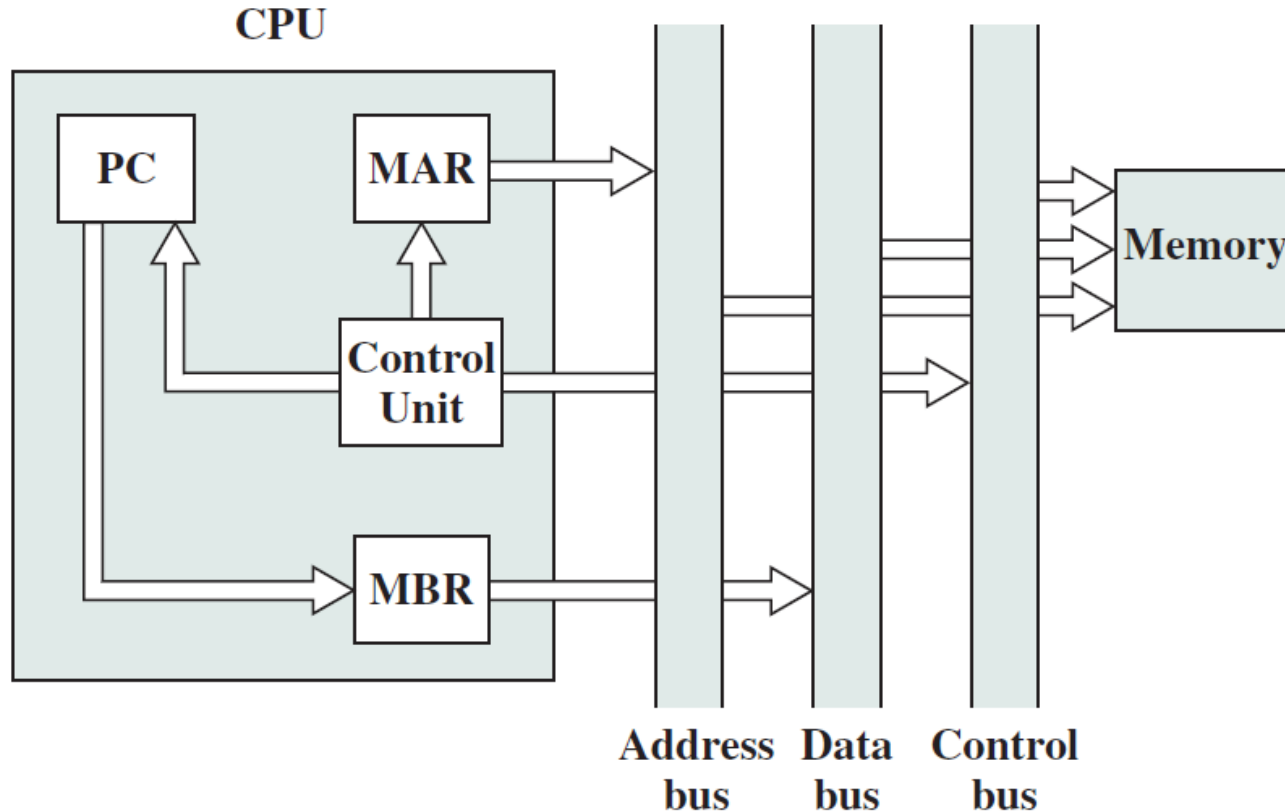 CPU
PC
MAR
Memory
Control
Unit
MBR
Address
bus
Data
bus
Control
bus